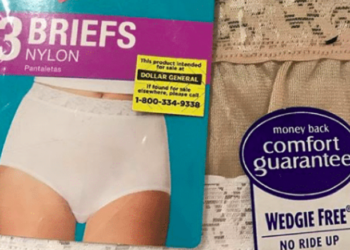 3 BRIEFS
NYLON
Pantaletas
This product intended
for sale at
DOLLAR GENERAL
If found for sale
elsewhere, please call
1-800-334-9338
money back
comfort
guarantee
WEDGIE FREE®
NO RIDE UP